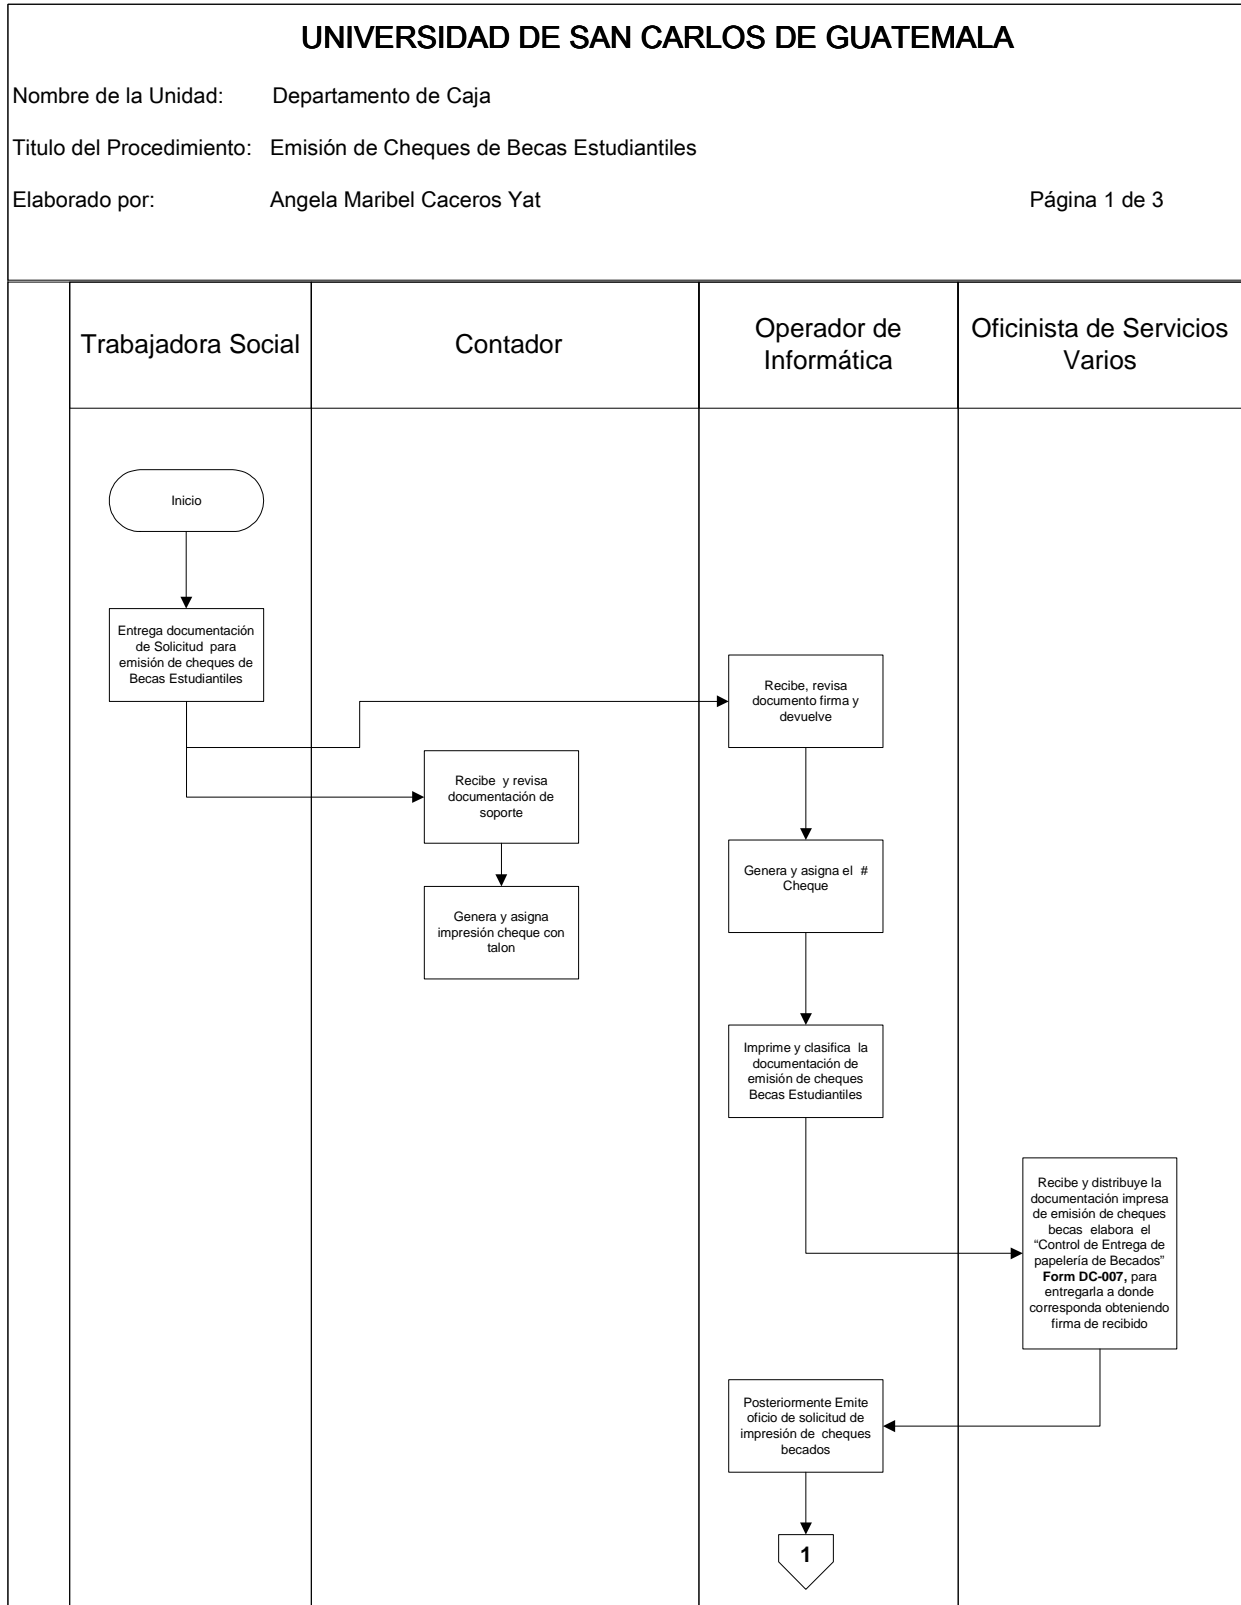 UNIVERSIDAD DE SAN CARLOS DE GUATEMALA
Nombre de la Unidad: Departamento de Caja
Titulo del Procedimiento: Emisión de Cheques de Becas Estudiantiles
Elaborado por: Angela Maribel Caceros Yat Página 1 de 3
Trabajadora Social
Contador
Operador de
Informática
Oficinista de Servicios
Varios
Inicio
Entrega documentación
de Solicitud para
emisión de cheques de
Becas Estudiantiles
Recibe, revisa
documento firma y
devuelve
Recibe y revisa
documentación de
soporte
Genera y asigna el #
Cheque
Genera y asigna
impresión cheque con
talon
Imprime y clasifica la
documentación de
emisión de cheques
Becas Estudiantiles
Recibe y distribuye la
documentación impresa
de emisión de cheques
becas elabora el
“Control de Entrega de
papelería de Becados”
Form DC-007, para
entregarla a donde
corresponda obteniendo
firma de recibido
Posteriormente Emite
oficio de solicitud de
impresión de cheques
becados
1